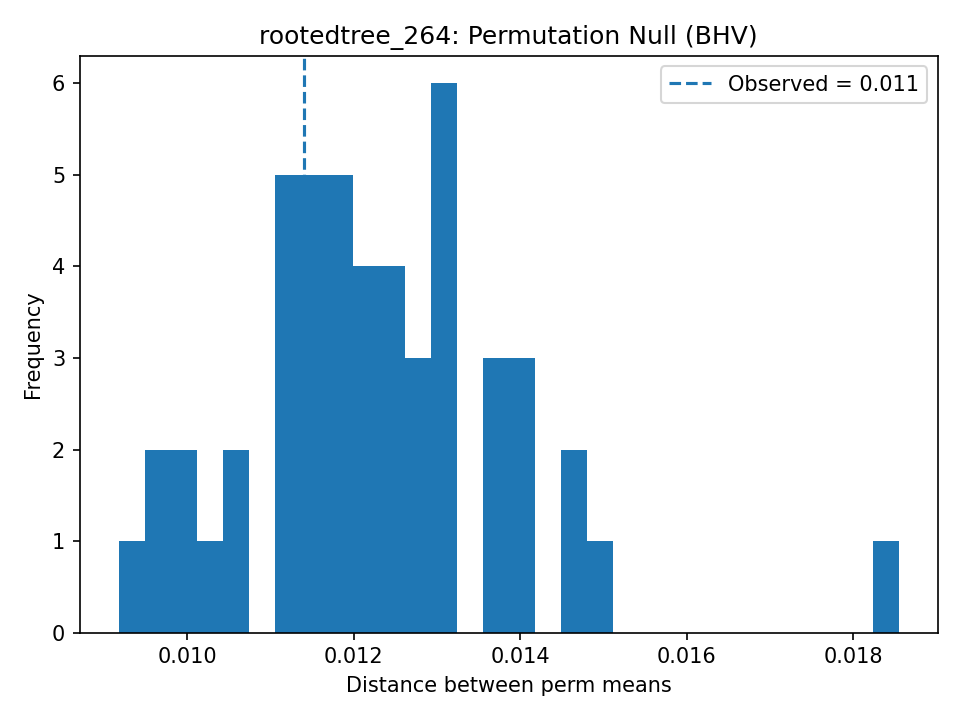 rootedtree_264: Permutation Null (BHV)
Observed = 0.011
6
5
4
3
2
1
0
Frequency
0.010 0.012 0.014 0.016 0.018
Distance between perm means